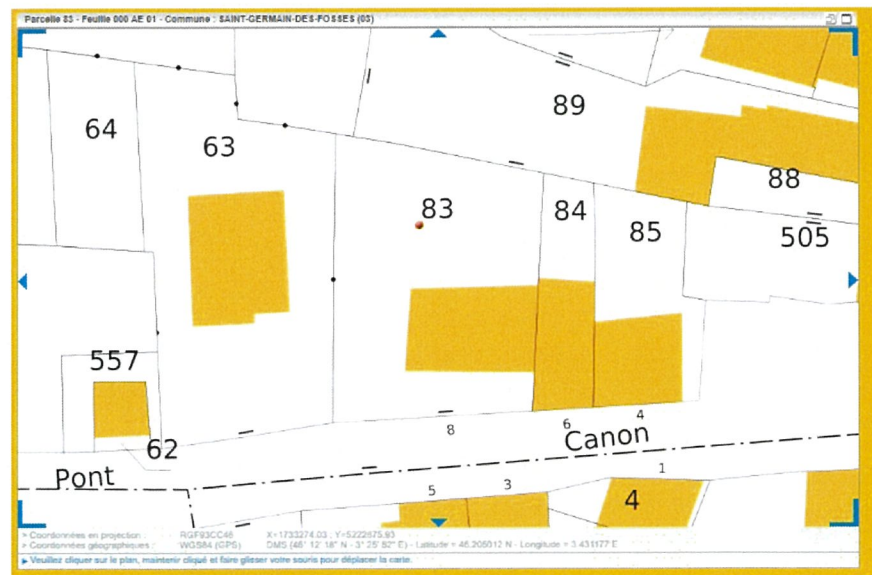 Parcelle 83 - Feuille 000 AE 01 - Commune : SAINT-GERMAIN-DES-FOSSES (03)
64
63
89
88
83
84
85
505
557
62
8
6
4
Canon
Pont
5
3
1
4
> Coordonnées en projection : RGF93CC46 X=1733274.03 ; Y=5222675.93
> Coordonnées géographiques : WGS84 (GPS) DMS (46° 12' 18" N - 3° 25' 52" E) - Latitude = 46.205012 N - Longitude = 3.431177 E
► Veuillez cliquer sur le plan, maintenir cliqué et faire glisser votre souris pour déplacer la carte.